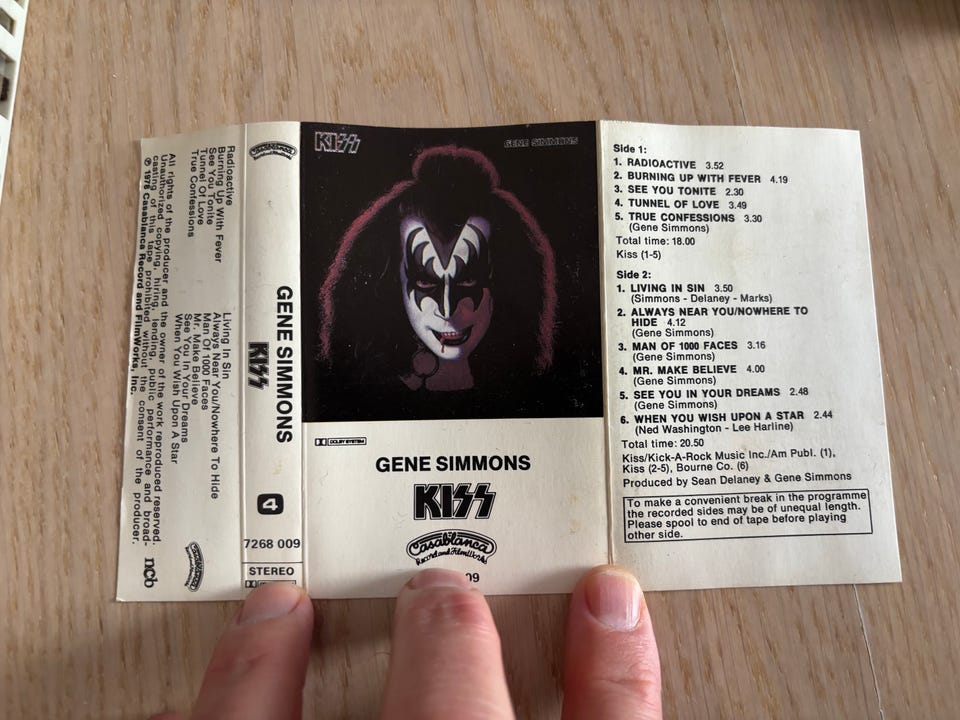 All rights of the producer and the owner of the work reproduced reserved.
Unauthorized copying, hiring, lending, public performance and broad-
casting of this tape prohibited without the consent of the producer.
℗ 1978 Casablanca Record and FilmWorks, Inc.
ncb
Radioactive
Burning Up With Fever
See You Tonite
Tunnel Of Love
True Confessions
Living In Sin
Always Near You/Nowhere To Hide
Man Of 1000 Faces
Mr. Make Believe
See You In Your Dreams
When You Wish Upon A Star
Casablanca
Record and FilmWorks
Casablanca
Record and FilmWorks
GENE SIMMONS
KISS
4
7268 009
STEREO
KISS
GENE SIMMONS
DOLBY SYSTEM
GENE SIMMONS
KISS
Casablanca
Record and FilmWorks
09
Side 1:
1. RADIOACTIVE 3.52
2. BURNING UP WITH FEVER 4.19
3. SEE YOU TONITE 2.30
4. TUNNEL OF LOVE 3.49
5. TRUE CONFESSIONS 3.30
(Gene Simmons)
Total time: 18.00
Kiss (1-5)
Side 2:
1. LIVING IN SIN 3.50
(Simmons - Delaney - Marks)
2. ALWAYS NEAR YOU/NOWHERE TO
HIDE 4.12
(Gene Simmons)
3. MAN OF 1000 FACES 3.16
(Gene Simmons)
4. MR. MAKE BELIEVE 4.00
(Gene Simmons)
5. SEE YOU IN YOUR DREAMS 2.48
(Gene Simmons)
6. WHEN YOU WISH UPON A STAR 2.44
(Ned Washington - Lee Harline)
Total time: 20.50
Kiss/Kick-A-Rock Music Inc./Am Publ. (1),
Kiss (2-5), Bourne Co. (6)
Produced by Sean Delaney & Gene Simmons
To make a convenient break in the programme
the recorded sides may be of unequal length.
Please spool to end of tape before playing
other side.